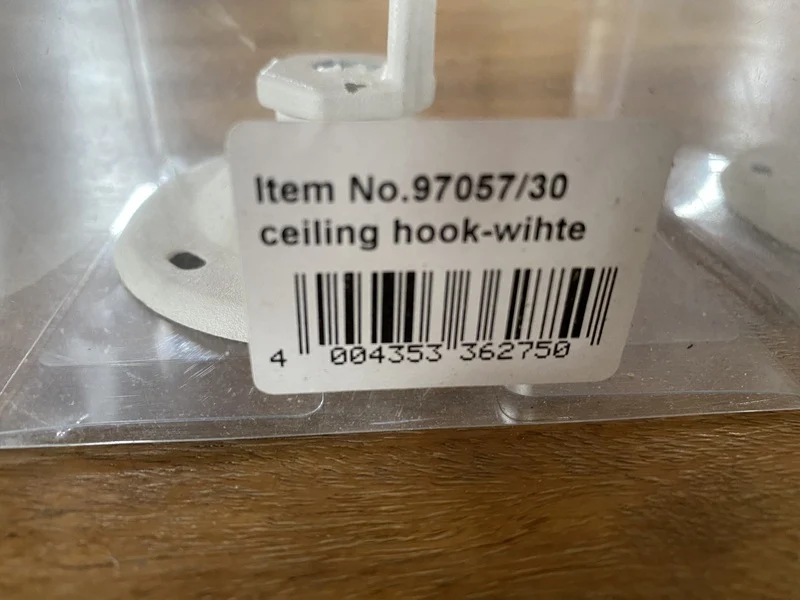 Item No.97057/30
ceiling hook-wihte
4 004353 362750